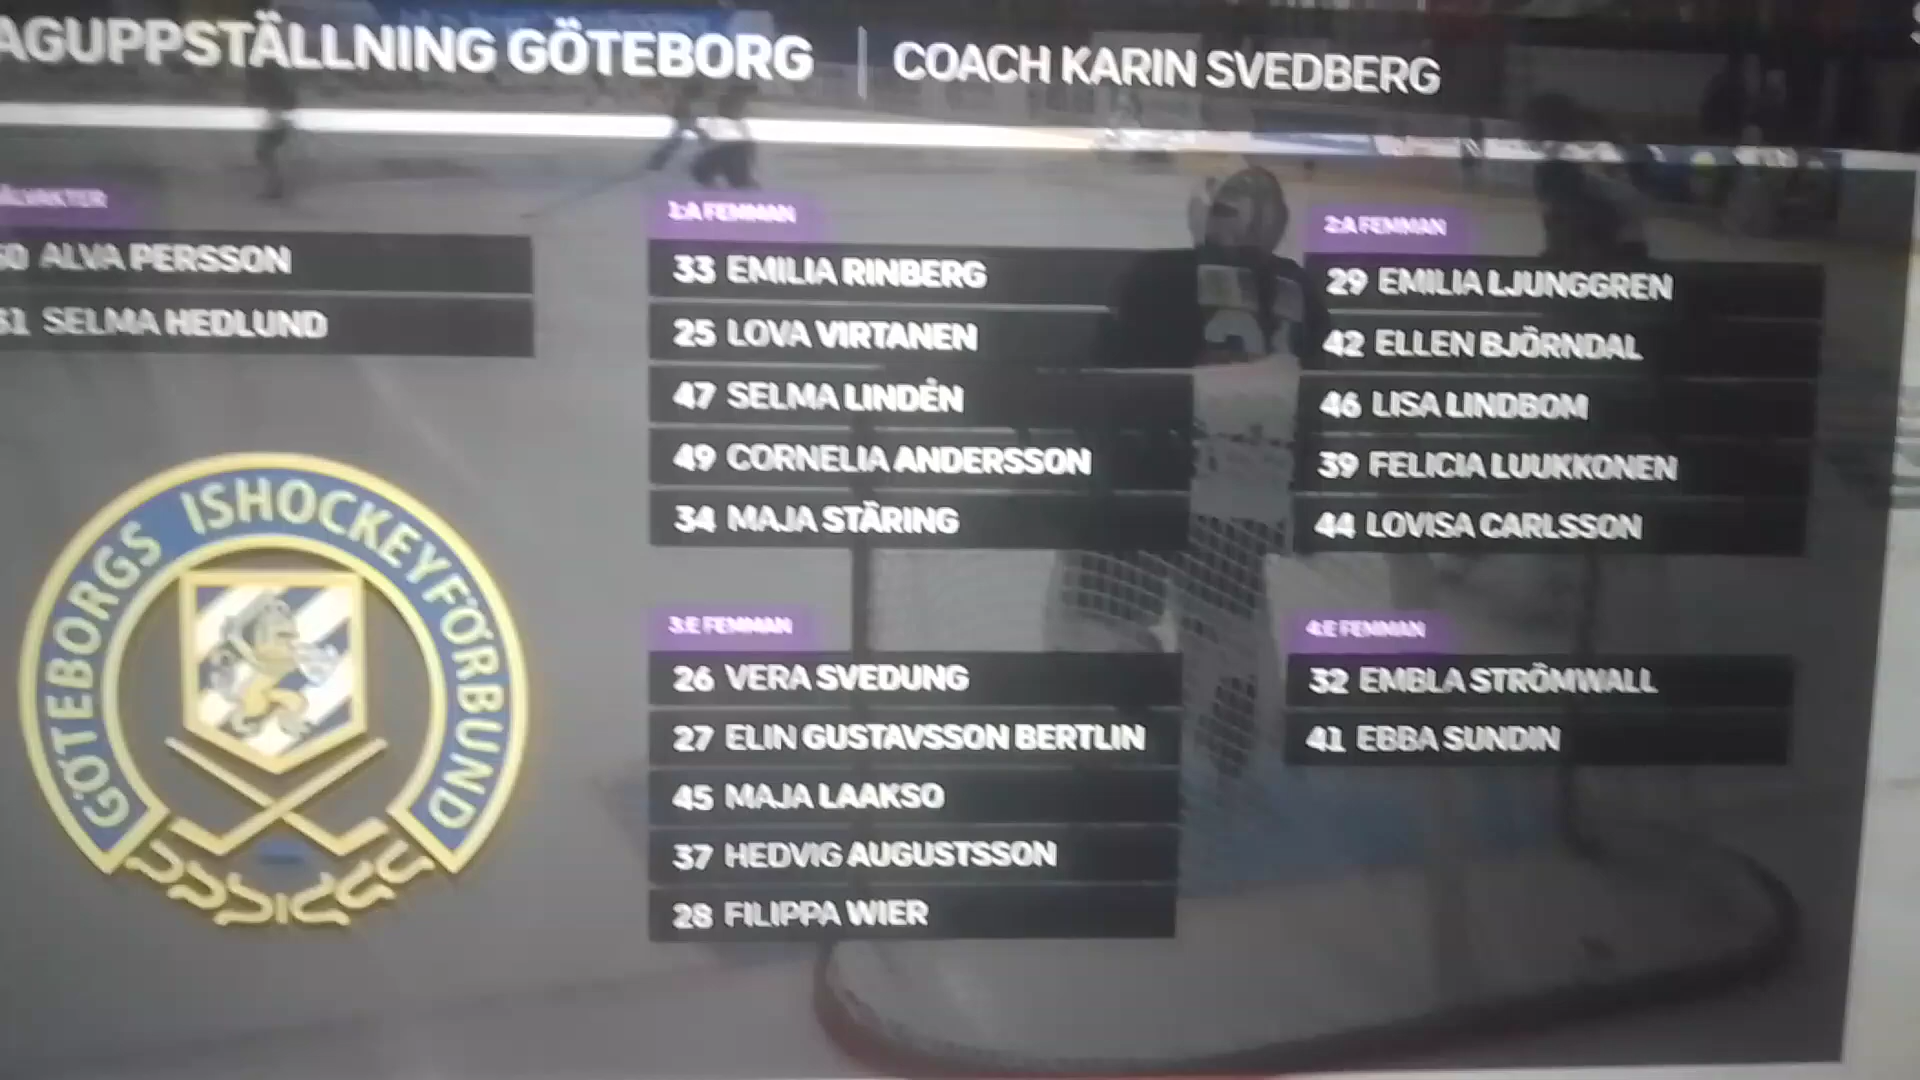 AGUPPSTÄLLNING GÖTEBORG | COACH KARIN SVEDBERG
ÅLVAKTER
50 ALVA PERSSON
31 SELMA HEDLUND
1:A FEMMAN
33 EMILIA RINBERG
25 LOVA VIRTANEN
47 SELMA LINDÉN
49 CORNELIA ANDERSSON
34 MAJA STÄRING
2:A FEMMAN
29 EMILIA LJUNGGREN
42 ELLEN BJÖRNDAL
46 LISA LINDBOM
39 FELICIA LUUKKONEN
44 LOVISA CARLSSON
3:E FEMMAN
26 VERA SVEDUNG
27 ELIN GUSTAVSSON BERTLIN
45 MAJA LAAKSO
37 HEDVIG AUGUSTSSON
28 FILIPPA WIER
4:E FEMMAN
32 EMBLA STRÖMWALL
41 EBBA SUNDIN
GÖTEBORGS ISHOCKEYFÖRBUND